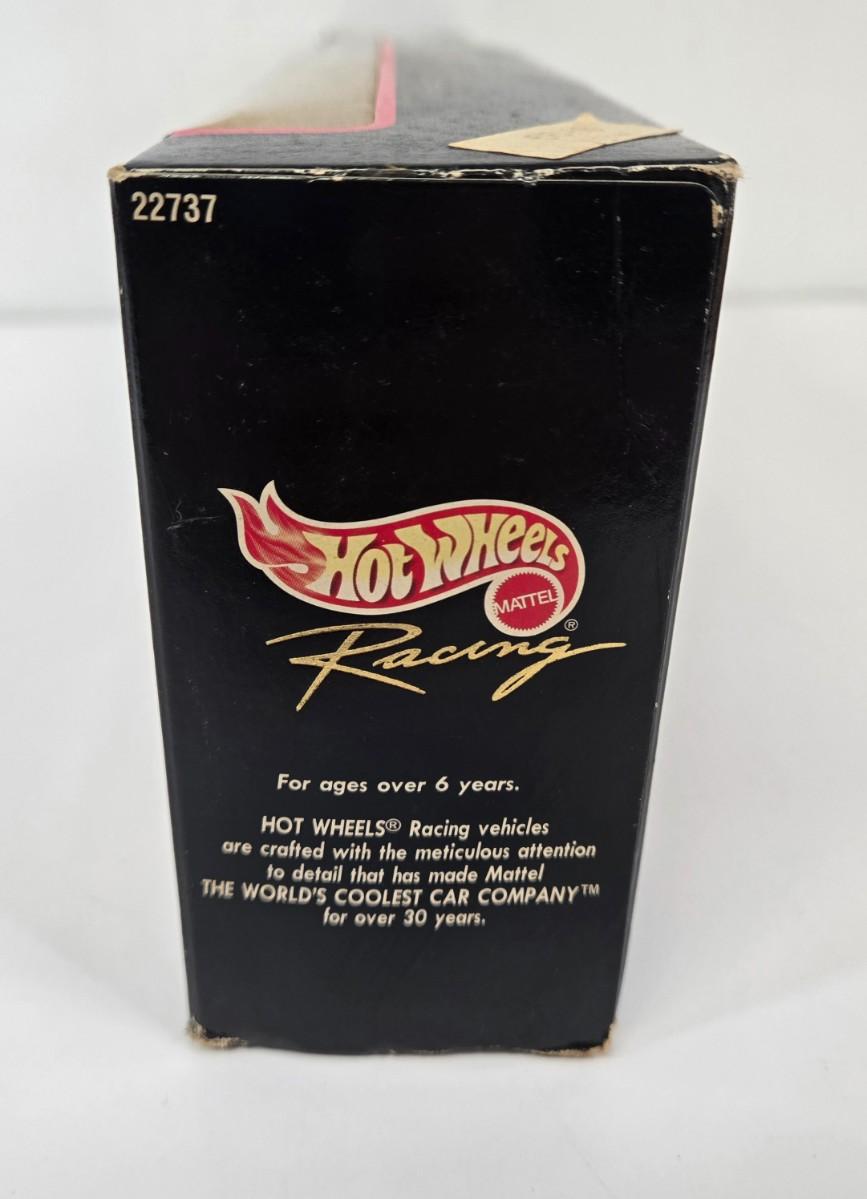 22737
HOT WHEELS
MATTEL
®
Racing
For ages over 6 years.
HOT WHEELS® Racing vehicles
are crafted with the meticulous attention
to detail that has made Mattel
THE WORLD'S COOLEST CAR COMPANY™
for over 30 years.